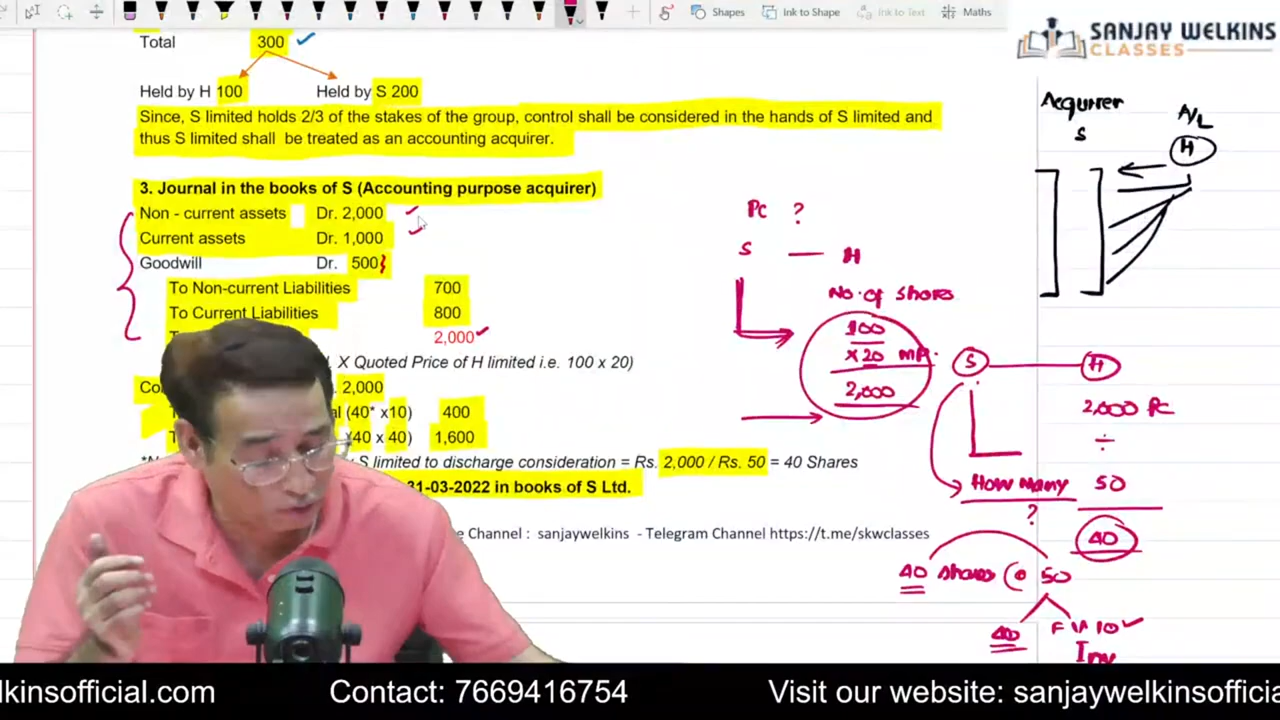 Shapes Ink to Shape Ink to Text Maths
SANJAY WELKINS
CLASSES
Total 300
Held by H 100 Held by S 200
Since, S limited holds 2/3 of the stakes of the group, control shall be considered in the hands of S limited and
thus S limited shall be treated as an accounting acquirer.
3. Journal in the books of S (Accounting purpose acquirer)
Non - current assets Dr. 2,000
Current assets Dr. 1,000
Goodwill Dr. 500
To Non-current Liabilities 700
To Current Liabilities 800
2,000
X Quoted Price of H limited i.e. 100 x 20)
2,000
(40* x10) 400
(40 x 40) 1,600
S limited to discharge consideration = Rs. 2,000 / Rs. 50 = 40 Shares
31-03-2022 in books of S Ltd.
Channel : sanjaywelkins - Telegram Channel https://t.me/skwclasses
Acquirer
S
A/L
H
PC ?
S — H
No. of Shares
100
x 20 MP.
2,000
S H
2,000 PC
÷
50
How Many
?
40
40 Shares @ 50
40 FV 10
Inv
elkinsofficial.com Contact: 7669416754 Visit our website: sanjaywelkinsoffici